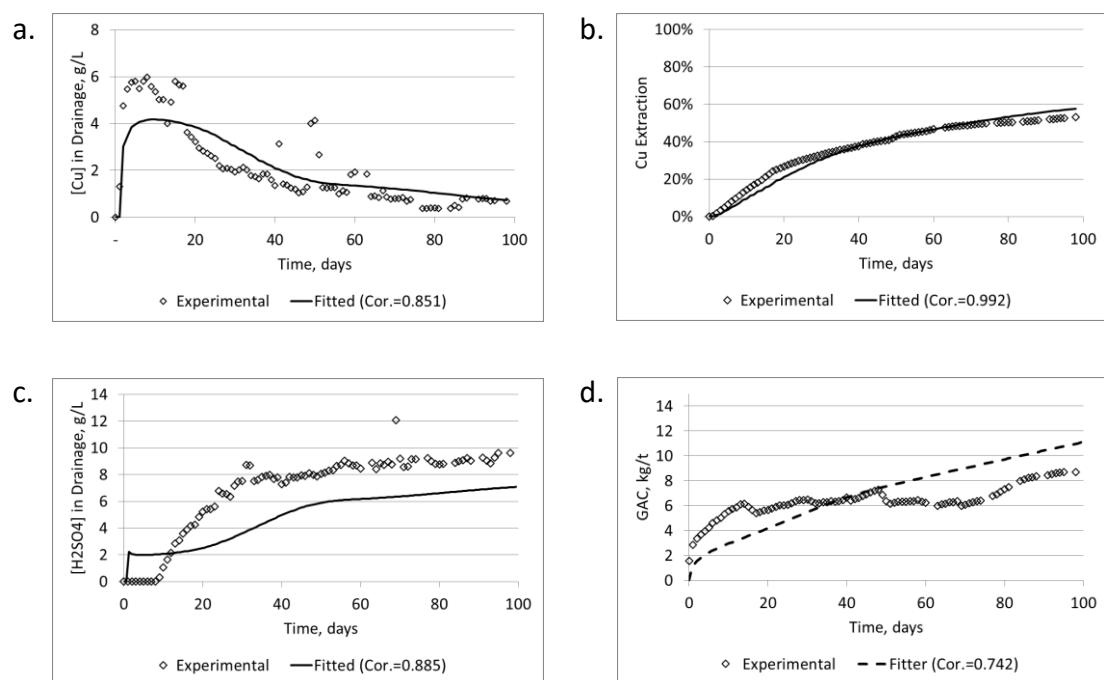 a.
[Cu] in Drainage, g/L
8
6
4
2
0
- 20 40 60 80 100
Time, days
◇ Experimental — Fitted (Cor.=0.851)
b.
Cu Extraction
100%
80%
60%
40%
20%
0%
0 20 40 60 80 100
Time, days
◇ Experimental — Fitted (Cor.=0.992)
c.
[H2SO4] in Drainage, g/L
14
12
10
8
6
4
2
0
0 20 40 60 80 100
Time, days
◇ Experimental — Fitted (Cor.=0.885)
d.
GAC, kg/t
14
12
10
8
6
4
2
0
0 20 40 60 80 100
Time, days
◇ Experimental – – Fitter (Cor.=0.742)